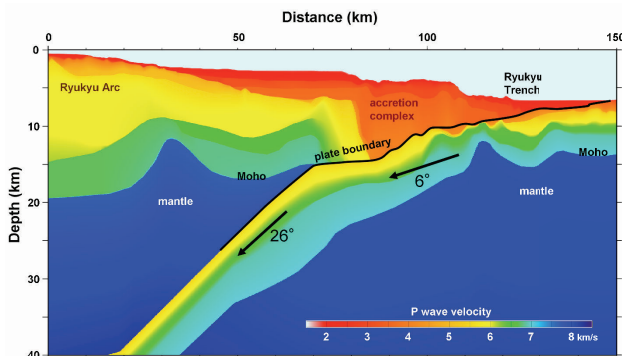 Distance (km)
0
50
100
150
0
10
20
30
40
Depth (km)
Ryukyu Arc
Ryukyu
Trench
accretion
complex
plate boundary
Moho
Moho
mantle
mantle
6°
26°
P wave velocity
2 3 4 5 6 7 8 km/s